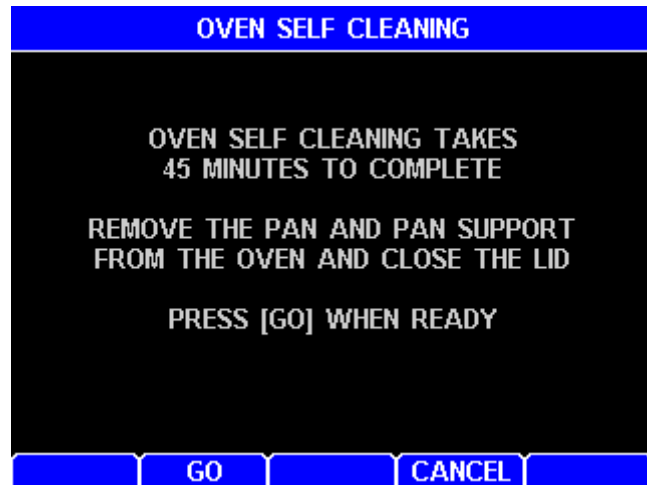 OVEN SELF CLEANING
OVEN SELF CLEANING TAKES
45 MINUTES TO COMPLETE
REMOVE THE PAN AND PAN SUPPORT
FROM THE OVEN AND CLOSE THE LID
PRESS [GO] WHEN READY
GO CANCEL